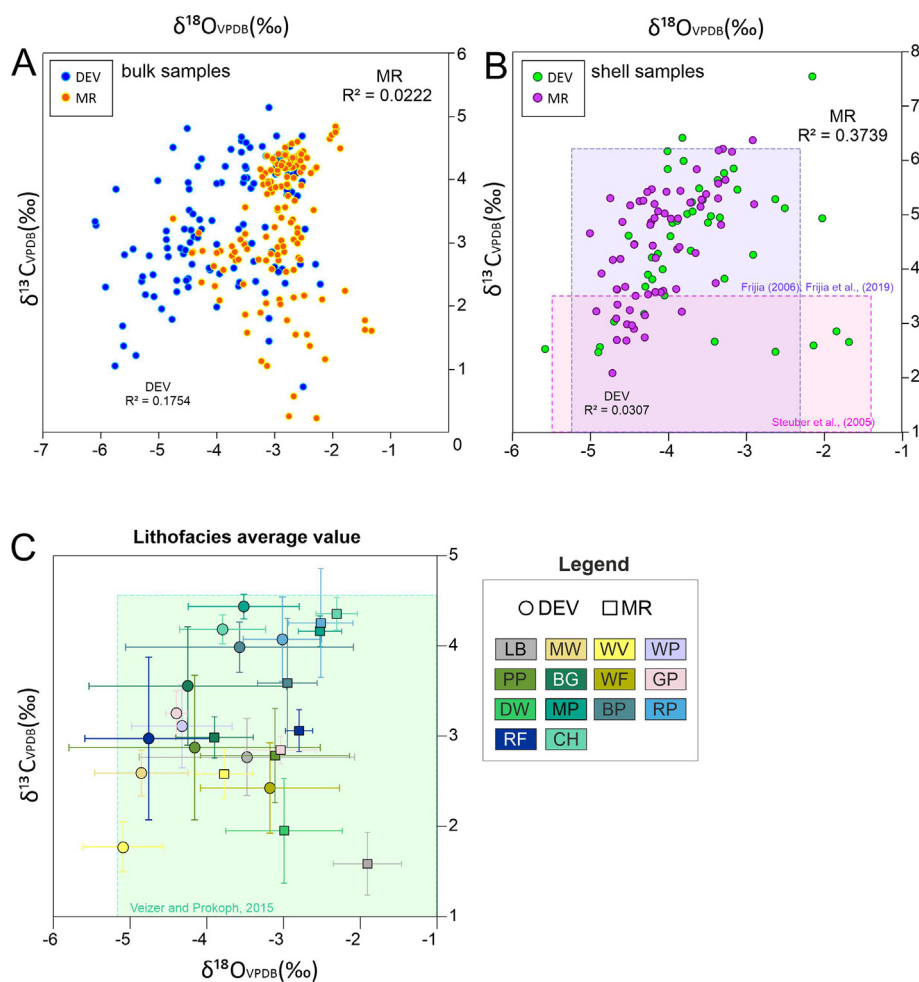 δ¹⁸OVPDB(‰)
A
DEV
MR
bulk samples
MR
R² = 0.0222
DEV
R² = 0.1754
δ¹³CVPDB(‰)
6
5
4
3
2
1
0
-7
-6
-5
-4
-3
-2
-1
δ¹⁸OVPDB(‰)
B
DEV
MR
shell samples
MR
R² = 0.3739
Frijia (2006); Frijia et al., (2019)
DEV
R² = 0.0307
Steuber et al., (2005)
δ¹³CVPDB(‰)
8
7
6
5
4
3
2
1
-6
-5
-4
-3
-2
-1
C
Lithofacies average value
δ¹³CVPDB(‰)
5
4
3
2
1
Veizer and Prokoph, 2015
-6
-5
-4
-3
-2
-1
δ¹⁸OVPDB(‰)
Legend
DEV MR
LB MW WV WP
PP BG WF GP
DW MP BP RP
RF CH